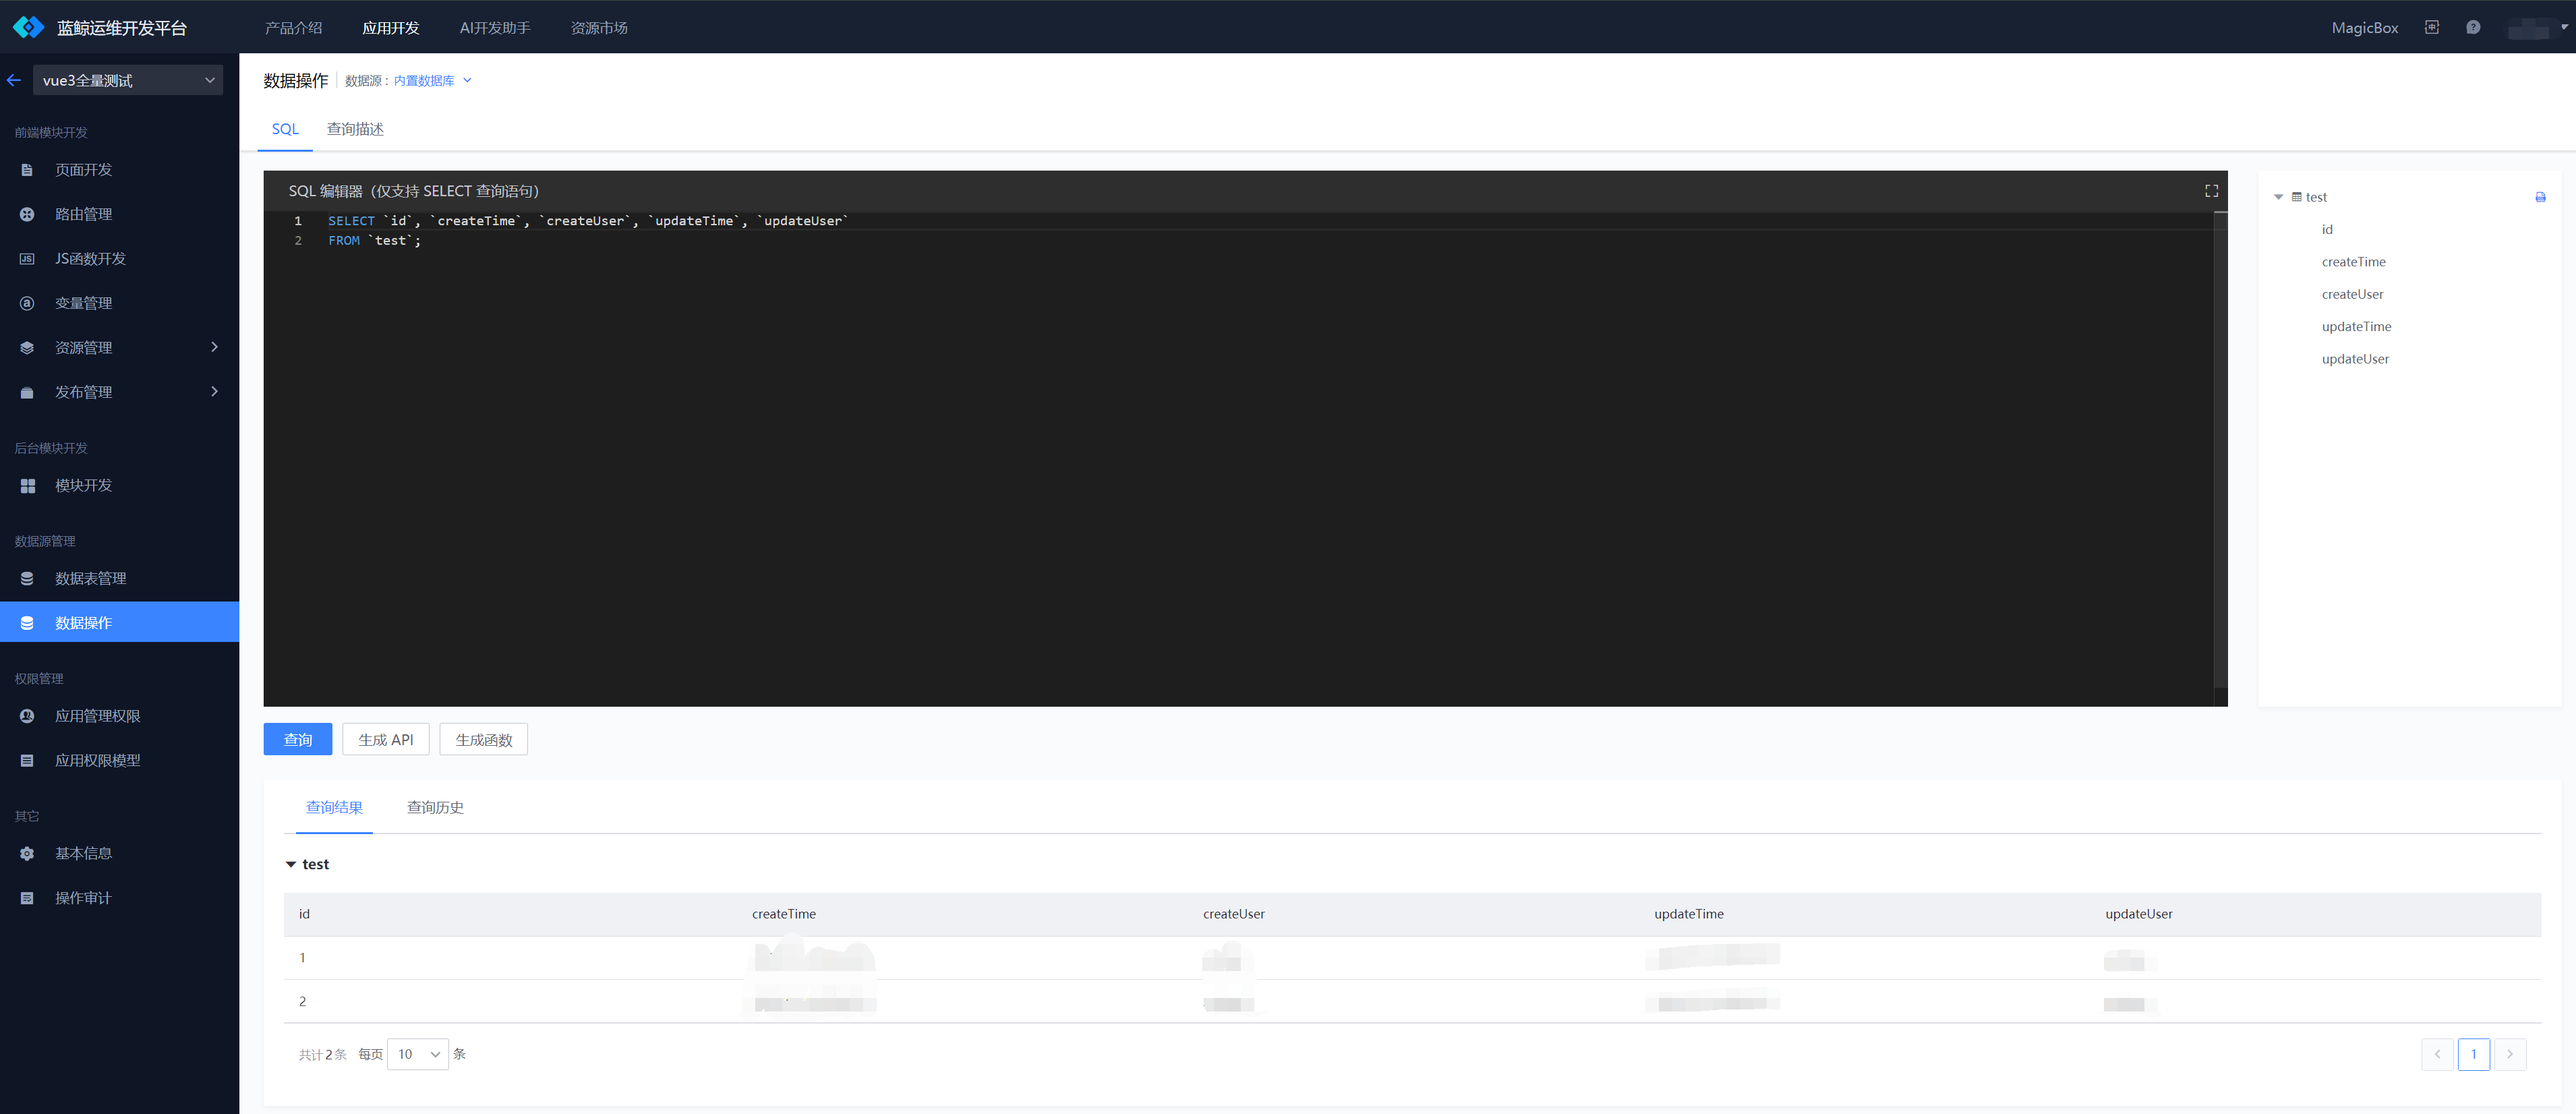 蓝鲸运维开发平台
产品介绍
应用开发
AI开发助手
资源市场
MagicBox
vue3全量测试
前端模块开发
页面开发
路由管理
JS函数开发
变量管理
资源管理
发布管理
后台模块开发
模块开发
数据源管理
数据表管理
数据操作
权限管理
应用管理权限
应用权限模型
其它
基本信息
操作审计
数据操作
数据源：内置数据库
SQL
查询描述
SQL 编辑器（仅支持 SELECT 查询语句）
1 SELECT `id`, `createTime`, `createUser`, `updateTime`, `updateUser`
2 FROM `test`;
test
id
createTime
createUser
updateTime
updateUser
查询
生成 API
生成函数
查询结果
查询历史
test
id createTime createUser updateTime updateUser
1
2
共计2条 每页 10 条
1